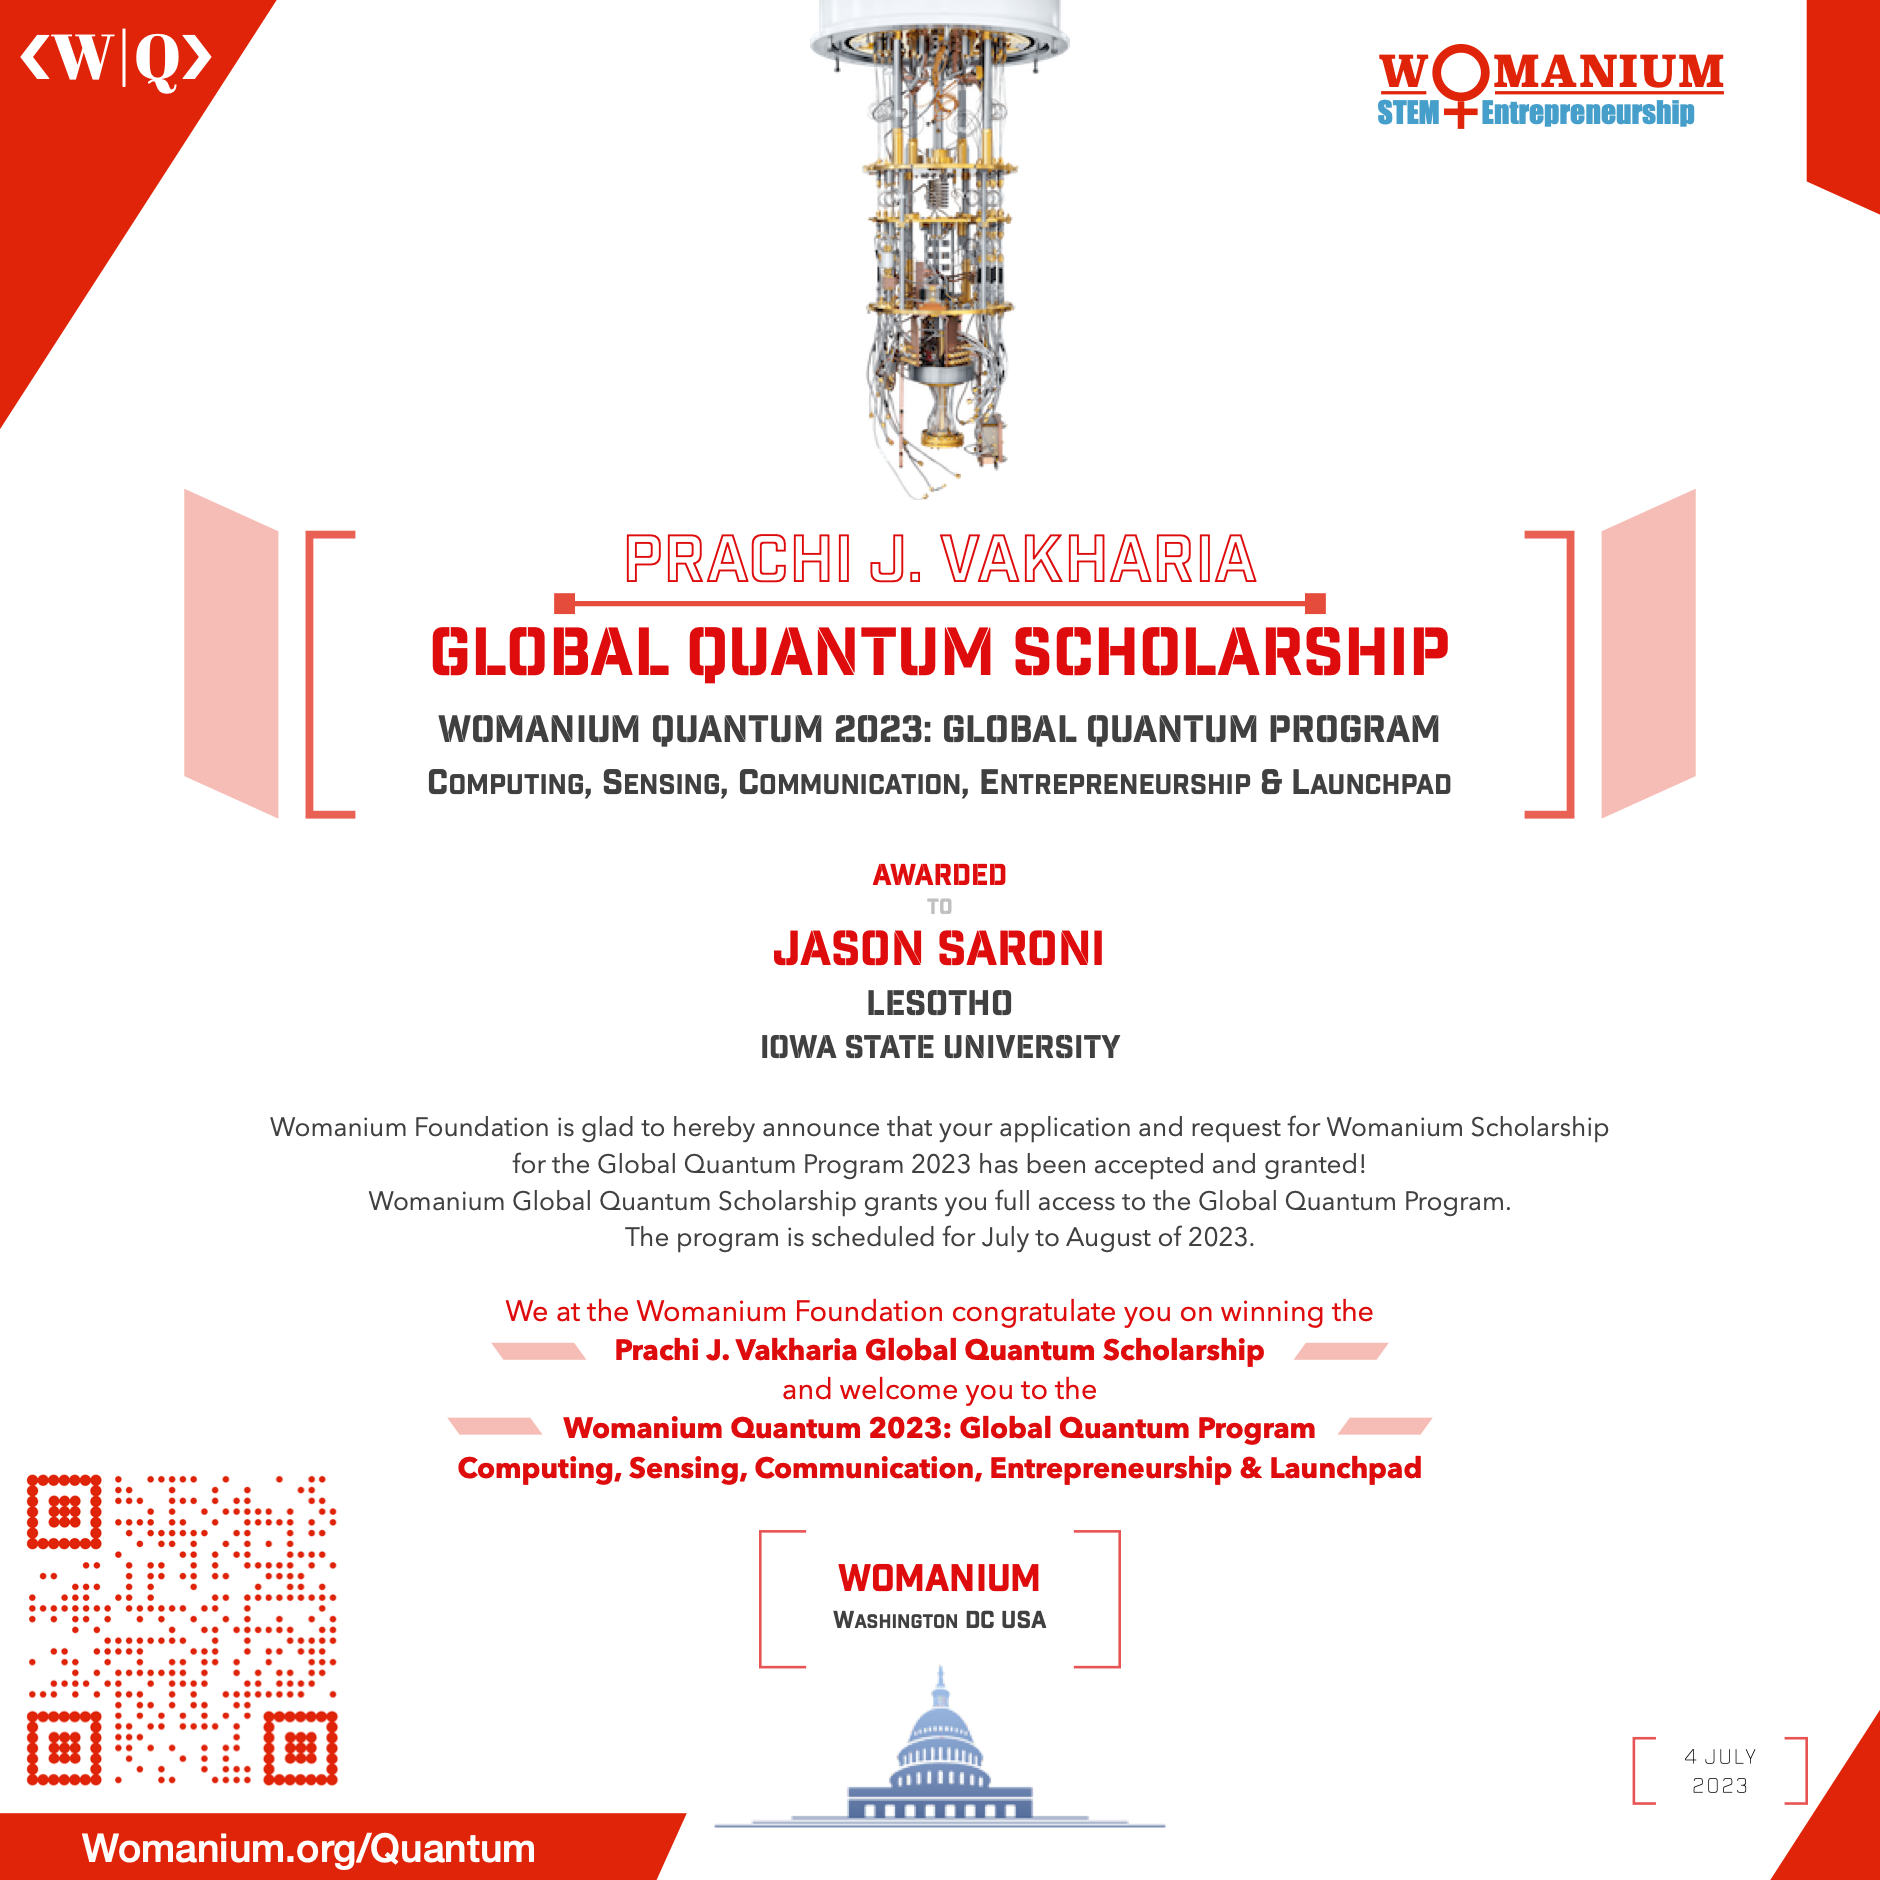 <W|Q>
WOMANIUM
STEM Entrepreneurship
PRACHI J. VAKHARIA
GLOBAL QUANTUM SCHOLARSHIP
WOMANIUM QUANTUM 2023: GLOBAL QUANTUM PROGRAM
COMPUTING, SENSING, COMMUNICATION, ENTREPRENEURSHIP & LAUNCHPAD
AWARDED
TO
JASON SARONI
LESOTHO
IOWA STATE UNIVERSITY
Womanium Foundation is glad to hereby announce that your application and request for Womanium Scholarship
for the Global Quantum Program 2023 has been accepted and granted!
Womanium Global Quantum Scholarship grants you full access to the Global Quantum Program.
The program is scheduled for July to August of 2023.
We at the Womanium Foundation congratulate you on winning the
Prachi J. Vakharia Global Quantum Scholarship
and welcome you to the
Womanium Quantum 2023: Global Quantum Program
Computing, Sensing, Communication, Entrepreneurship & Launchpad
WOMANIUM
WASHINGTON DC USA
4 JULY
2023
Womanium.org/Quantum